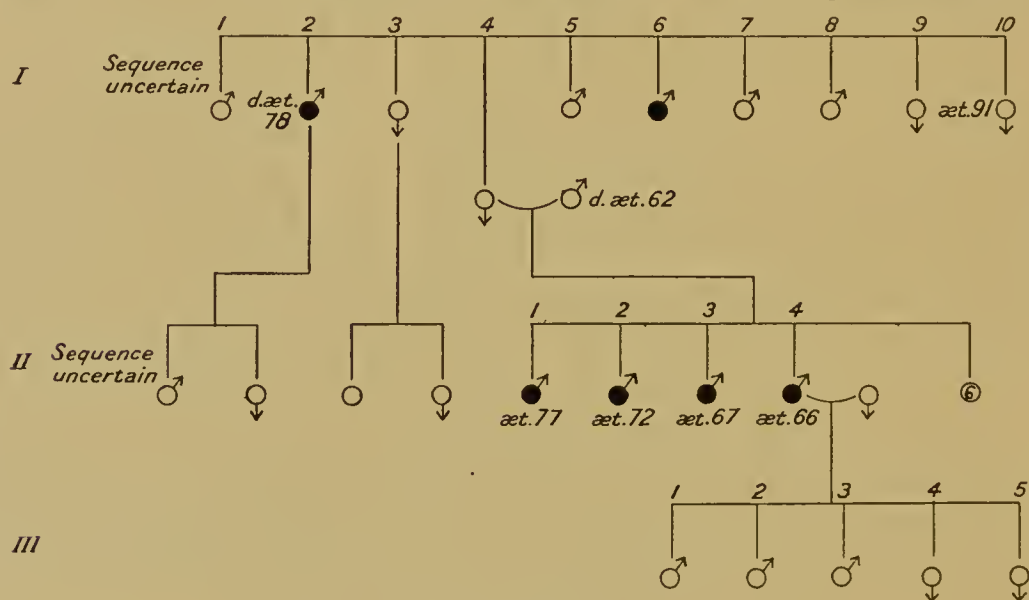 1 2 3 4 5 6 7 8 9 10
I
Sequence
uncertain
d.æt.
78
æt.91
d. æt.62
1 2 3 4
II
Sequence
uncertain
6
æt.77 æt.72 æt.67 æt.66
1 2 3 4 5
III